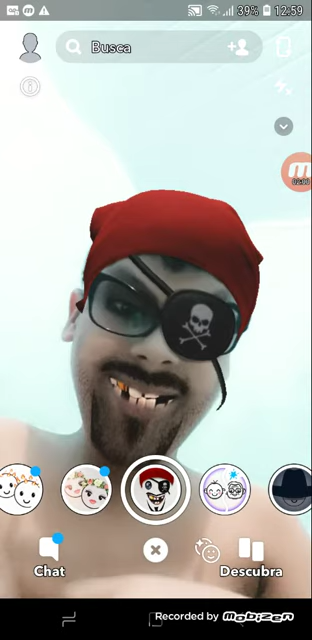 39% 12:59
Busca
Chat
Descubra
Recorded by mobizen